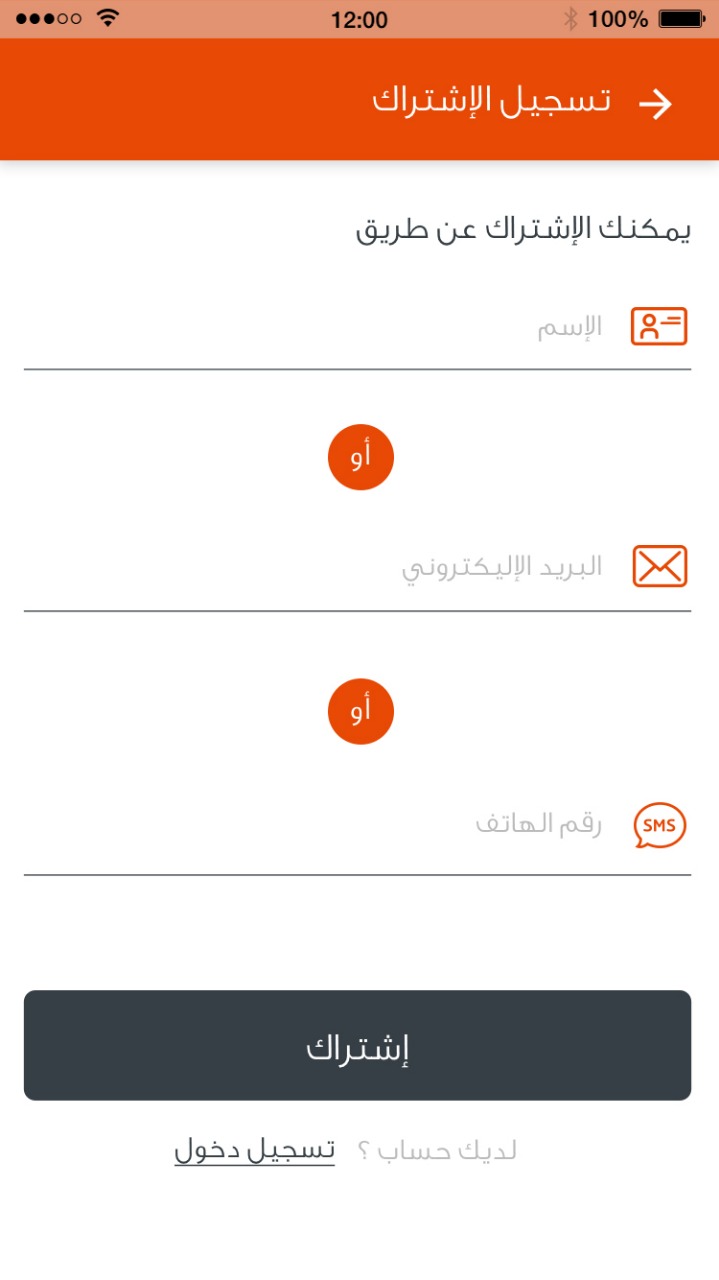 12:00
100%
تسجيل الإشتراك
يمكنك الإشتراك عن طريق
الإسم
أو
البريد الإليكتروني
أو
رقم الهاتف
SMS
إشتراك
لديك حساب ؟ تسجيل دخول